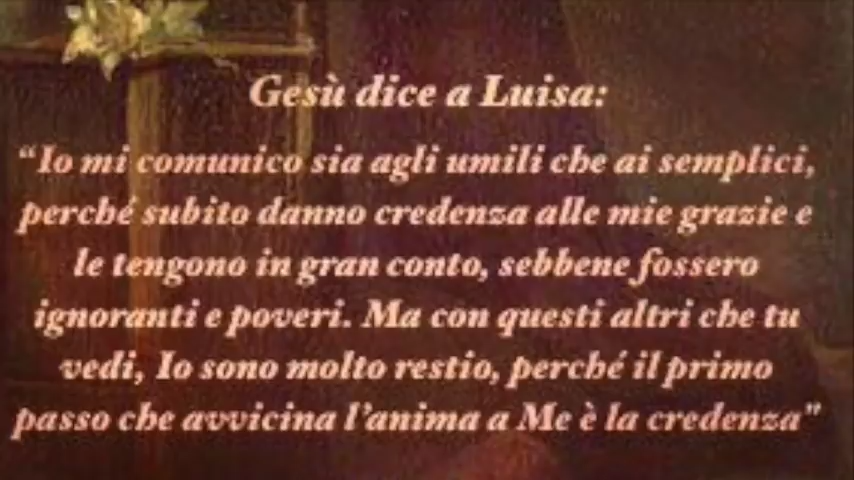 Gesù dice a Luisa:
“Io mi comunico sia agli umili che ai semplici,
perché subito danno credenza alle mie grazie e
le tengono in gran conto, sebbene fossero
ignoranti e poveri. Ma con questi altri che tu
vedi, Io sono molto restio, perché il primo
passo che avvicina l’anima a Me è la credenza"